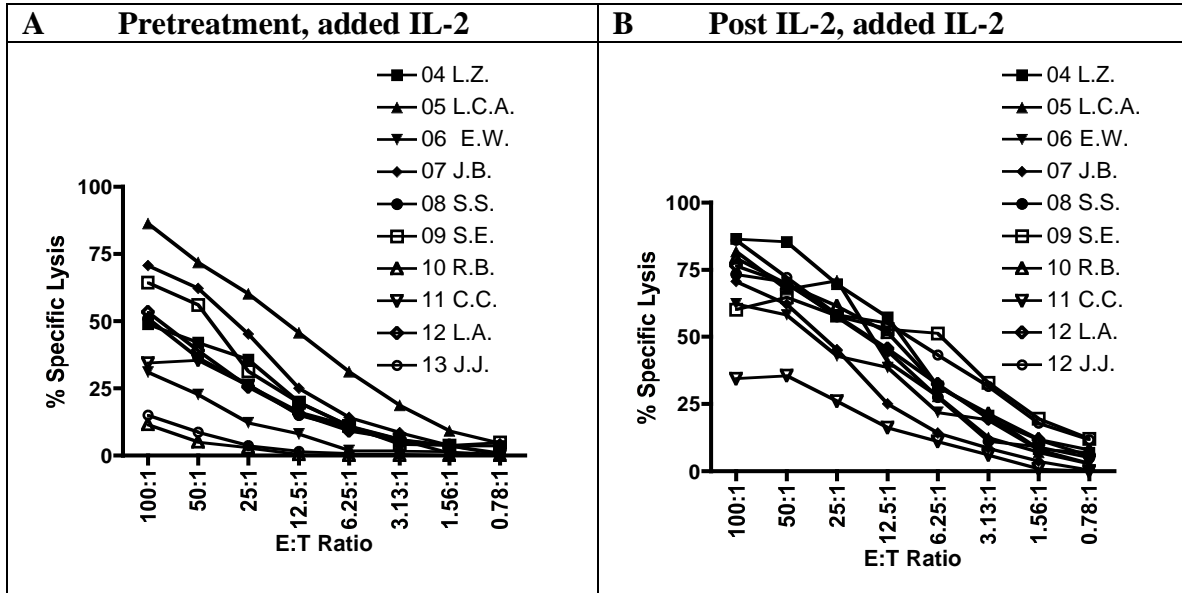 A Pretreatment, added IL-2
04 L.Z.
05 L.C.A.
06 E.W.
07 J.B.
08 S.S.
09 S.E.
10 R.B.
11 C.C.
12 L.A.
13 J.J.
% Specific Lysis
100
75
50
25
0
100:1
50:1
25:1
12.5:1
6.25:1
3.13:1
1.56:1
0.78:1
E:T Ratio
B Post IL-2, added IL-2
04 L.Z.
05 L.C.A.
06 E.W.
07 J.B.
08 S.S.
09 S.E.
10 R.B.
11 C.C.
12 L.A.
12 J.J.
% Specific Lysis
100
75
50
25
0
100:1
50:1
25:1
12.5:1
6.25:1
3.13:1
1.56:1
0.78:1
E:T Ratio